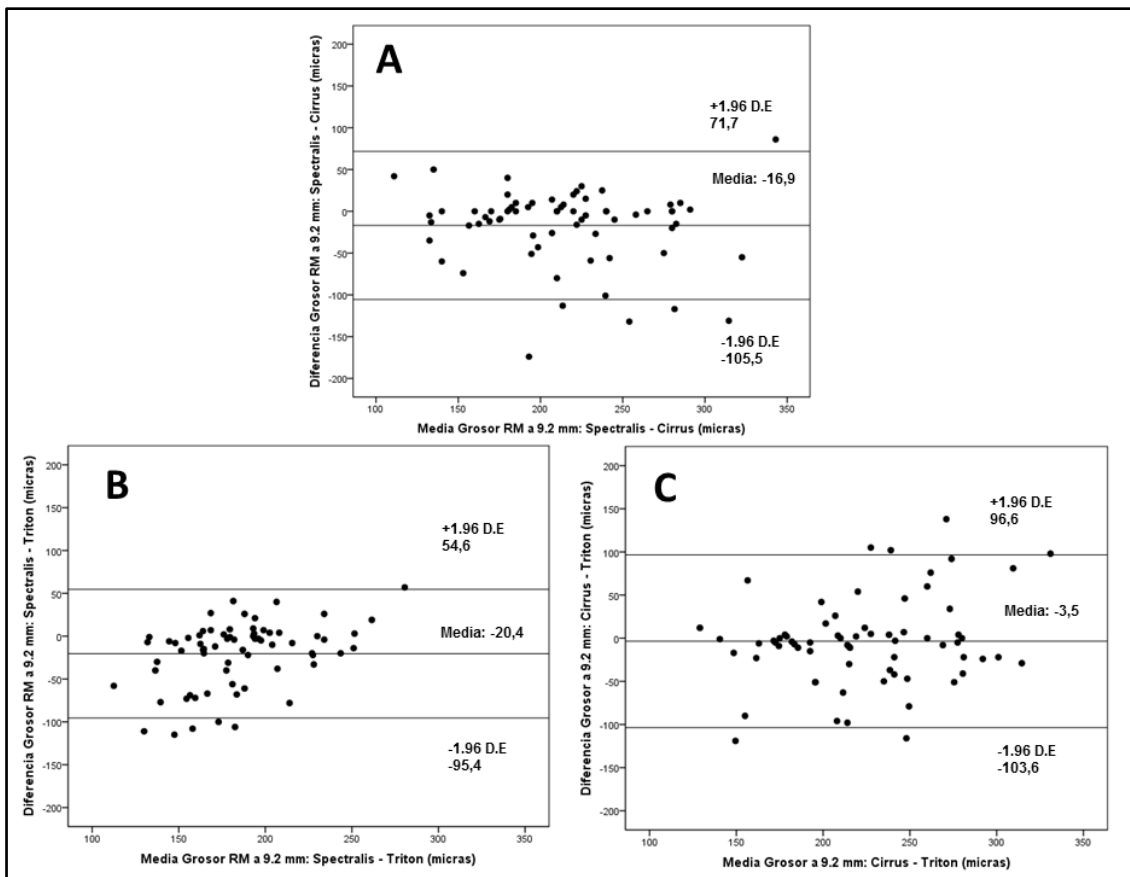 A
Diferencia Grosor RM a 9.2 mm: Spectralis - Cirrus (micras)
200
150
100
50
0
-50
-100
-150
-200
+1.96 D.E
71,7
Media: -16,9
-1.96 D.E
-105,5
100 150 200 250 300 350
Media Grosor RM a 9.2 mm: Spectralis - Cirrus (micras)
B
Diferencia Grosor RM a 9.2 mm: Spectralis - Triton (micras)
200
150
100
50
0
-50
-100
-150
-200
+1.96 D.E
54,6
Media: -20,4
-1.96 D.E
-95,4
100 150 200 250 300 350
Media Grosor RM a 9.2 mm: Spectralis - Triton (micras)
C
Diferencia Grosor a 9.2 mm: Cirrus - Triton (micras)
200
150
100
50
0
-50
-100
-150
-200
+1.96 D.E
96,6
Media: -3,5
-1.96 D.E
-103,6
100 150 200 250 300 350
Media Grosor a 9.2 mm: Cirrus - Triton (micras)